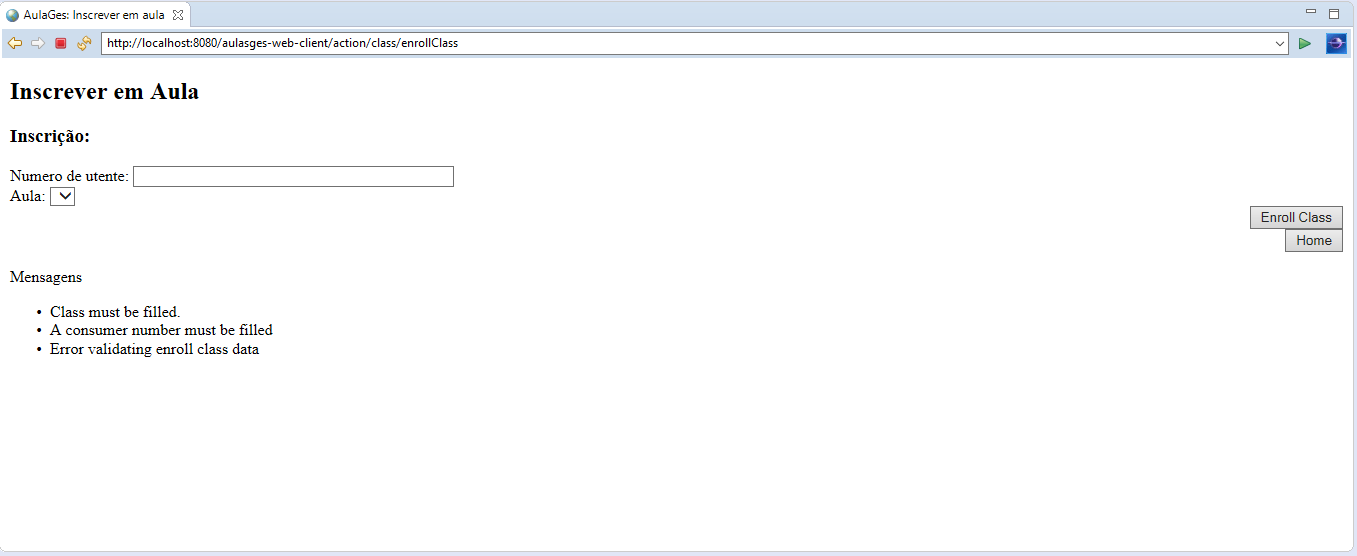 AulaGes: Inscrever em aula
http://localhost:8080/aulasges-web-client/action/class/enrollClass
Inscrever em Aula
Inscrição:
Numero de utente:
Aula:
Enroll Class
Home
Mensagens
• Class must be filled.
• A consumer number must be filled
• Error validating enroll class data